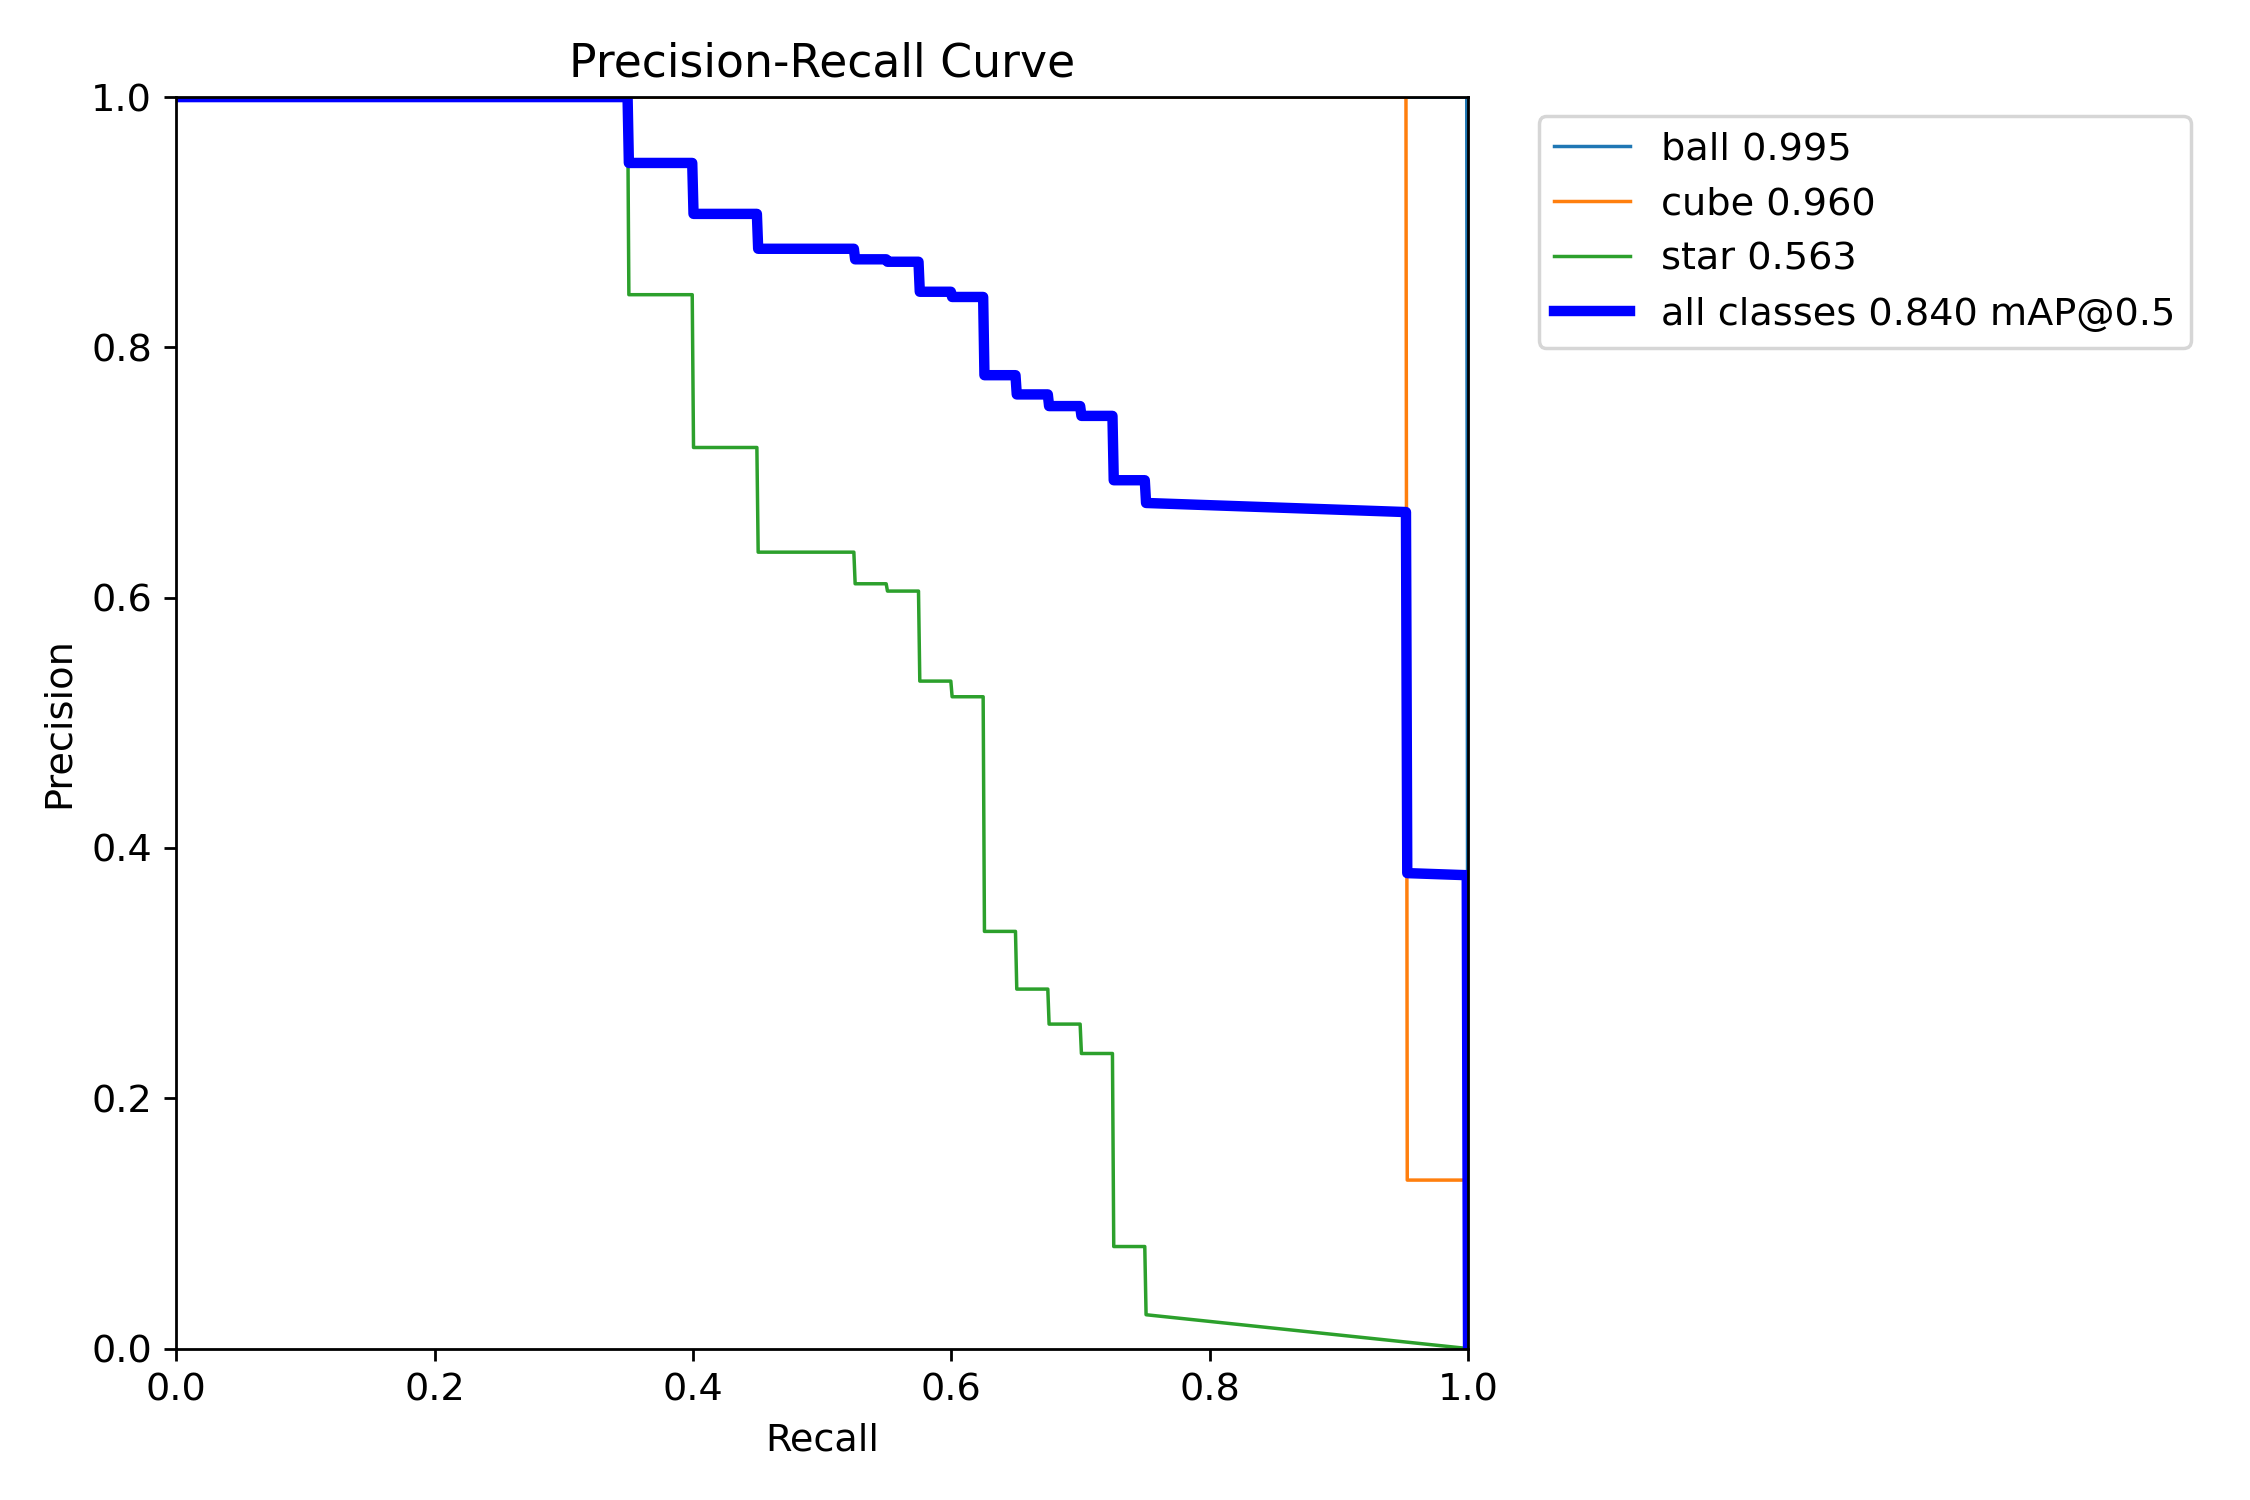 Precision-Recall Curve
1.0
0.8
0.6
0.4
0.2
0.0
Precision
0.0 0.2 0.4 0.6 0.8 1.0
Recall
ball 0.995
cube 0.960
star 0.563
all classes 0.840 mAP@0.5